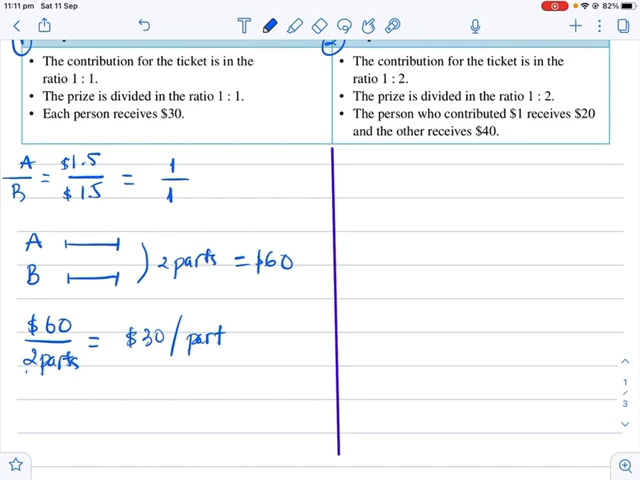 11:11 pm Sat 11 Sep
82%
1
2
• The contribution for the ticket is in the
ratio 1 : 1.
• The prize is divided in the ratio 1 : 1.
• Each person receives $30.
• The contribution for the ticket is in the
ratio 1 : 2.
• The prize is divided in the ratio 1 : 2.
• The person who contributed $1 receives $20
and the other receives $40.
A/B = $1.5/$1.5 = 1/1
A
B
) 2 parts = $60
$60/2 parts = $30 / part
1
/
3